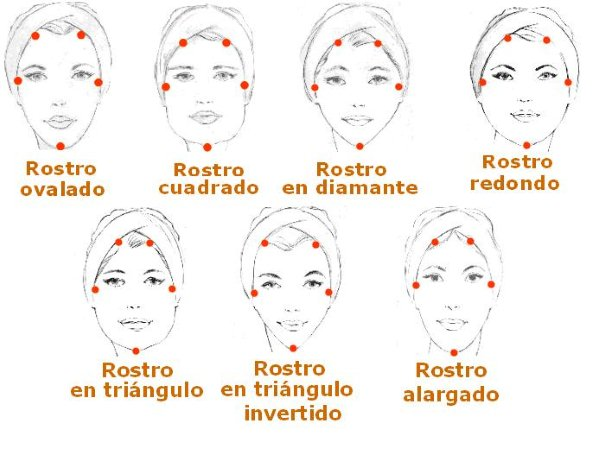 Rostro
ovalado
Rostro
cuadrado
Rostro
en diamante
Rostro
redondo
Rostro
en triángulo
Rostro
en triángulo
invertido
Rostro
alargado